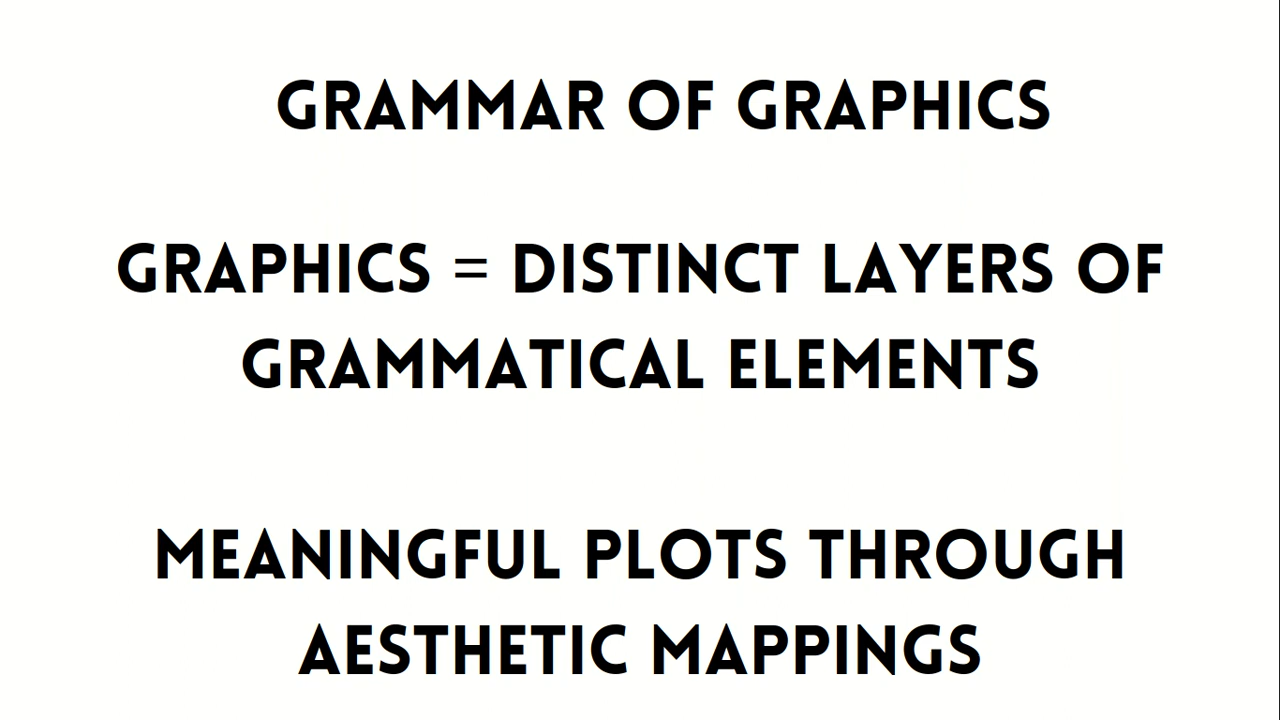 GRAMMAR OF GRAPHICS
GRAPHICS = DISTINCT LAYERS OF
GRAMMATICAL ELEMENTS
MEANINGFUL PLOTS THROUGH
AESTHETIC MAPPINGS